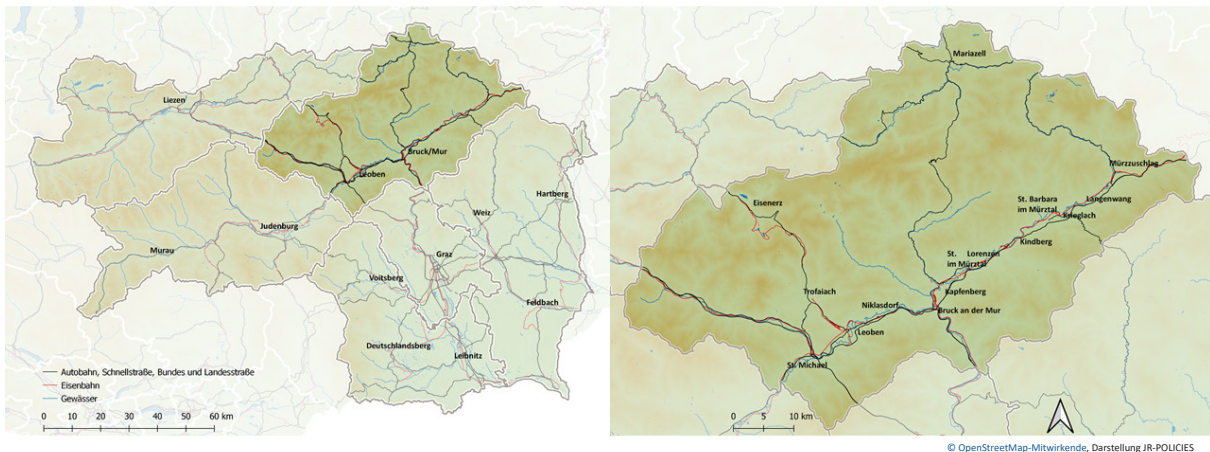 Liezen
Bruck/Mur
Leoben
Hartberg
Weiz
Judenburg
Murau
Graz
Voitsberg
Feldbach
Deutschlandsberg
Leibnitz
Autobahn, Schnellstraße, Bundes und Landesstraße
Eisenbahn
Gewässer
0 10 20 30 40 50 60 km
Mariazell
Mürzzuschlag
Eisenerz
St. Barbara
im Mürztal
Langenwang
Krieglach
Kindberg
St. Lorenzen
im Mürztal
Trofaiach
Kapfenberg
Niklasdorf
Bruck an der Mur
Leoben
St. Michael
0 5 10 km
© OpenStreetMap-Mitwirkende, Darstellung JR-POLICIES